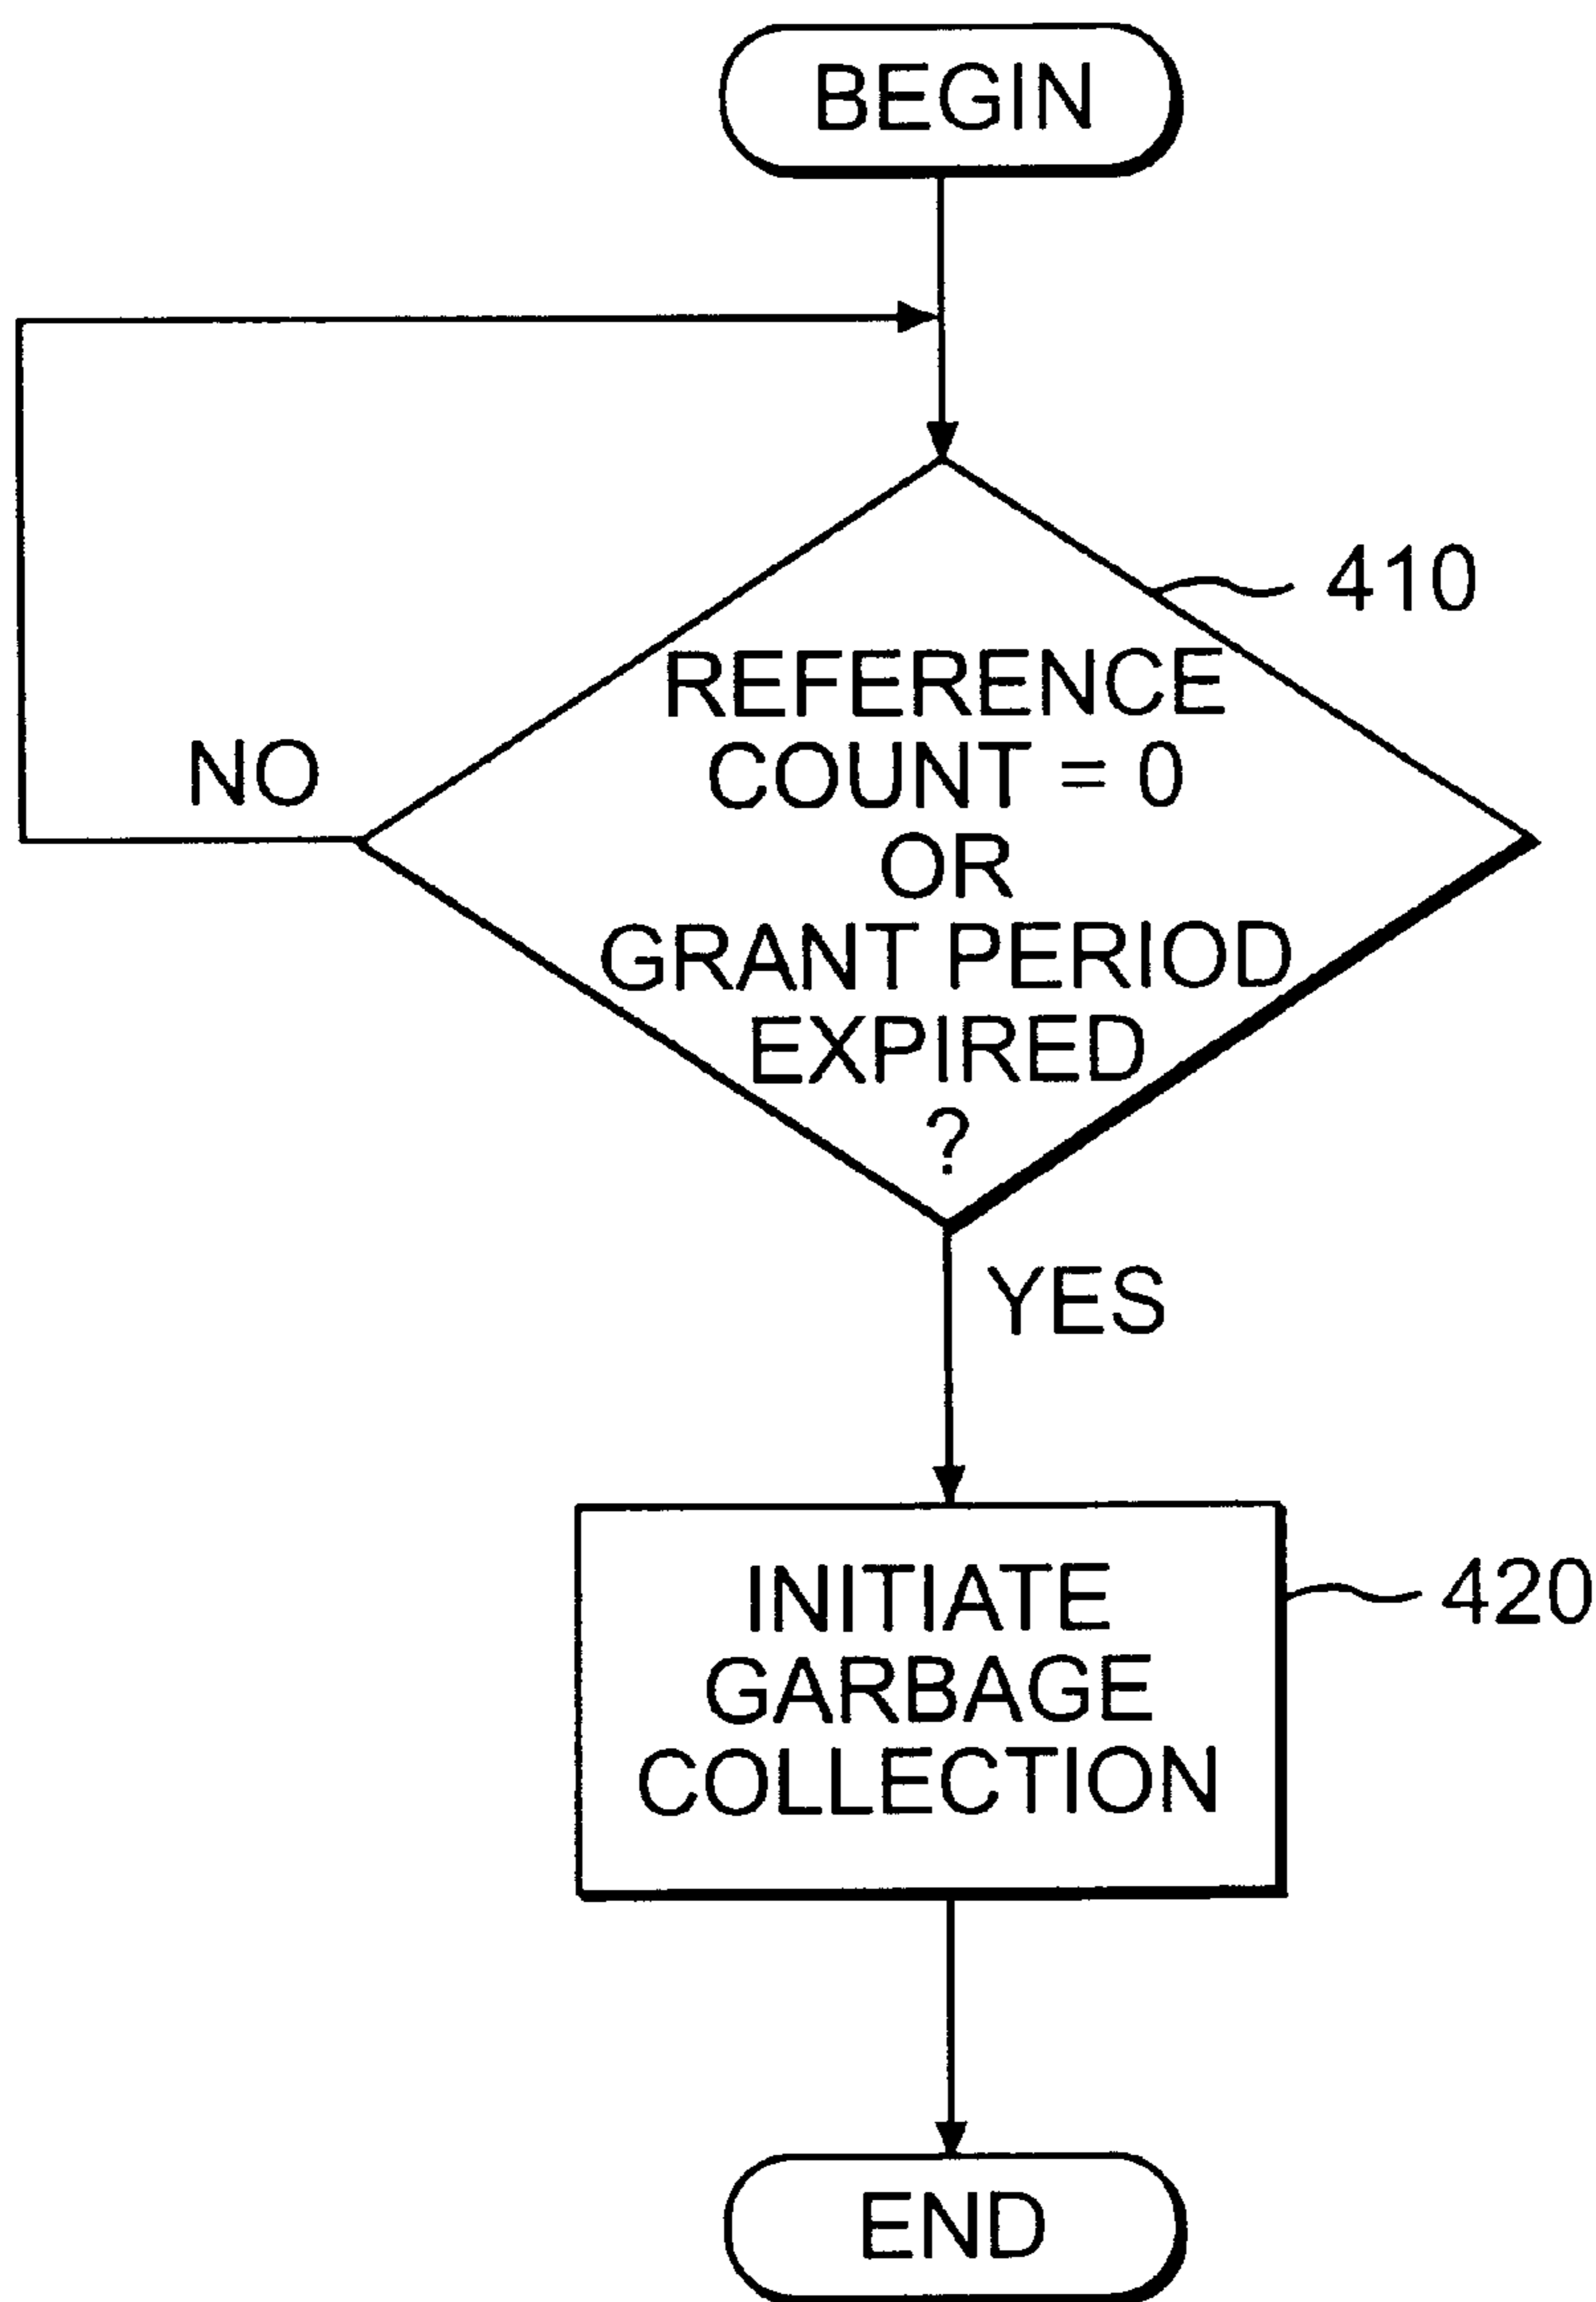 BEGIN
410
REFERENCE
COUNT = 0
OR
GRANT PERIOD
EXPIRED
?
NO
YES
INITIATE
GARBAGE
COLLECTION
420
END